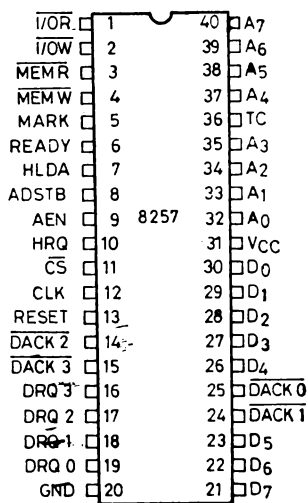 I/OR 1 40 A7
I/OW 2 39 A6
MEMR 3 38 A5
MEMW 4 37 A4
MARK 5 36 TC
READY 6 35 A3
HLDA 7 34 A2
ADSTB 8 33 A1
AEN 9 8257 32 A0
HRQ 10 31 VCC
CS 11 30 D0
CLK 12 29 D1
RESET 13 28 D2
DACK 2 14 27 D3
DACK 3 15 26 D4
DRQ 3 16 25 DACK 0
DRQ 2 17 24 DACK 1
DRQ 1 18 23 D5
DRQ 0 19 22 D6
GND 20 21 D7